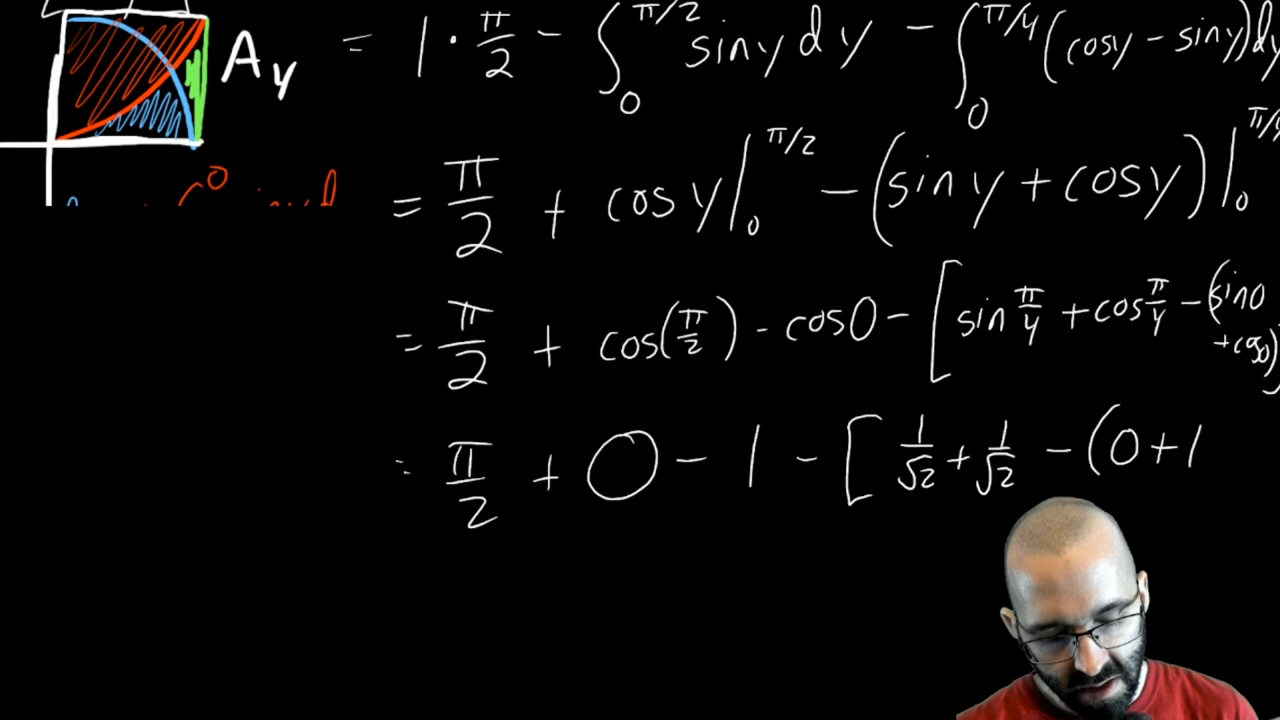 A_y = 1 · π/2 - ∫_0^{π/2} sin y dy - ∫_0^{π/4} (cos y - sin y) dy
= π/2 + cos y |_0^{π/2} - (sin y + cos y) |_0^{π/4}
= π/2 + cos(π/2) - cos 0 - [sin π/4 + cos π/4 - (sin 0 + cos 0)]
= π/2 + 0 - 1 - [1/√2 + 1/√2 - (0 + 1